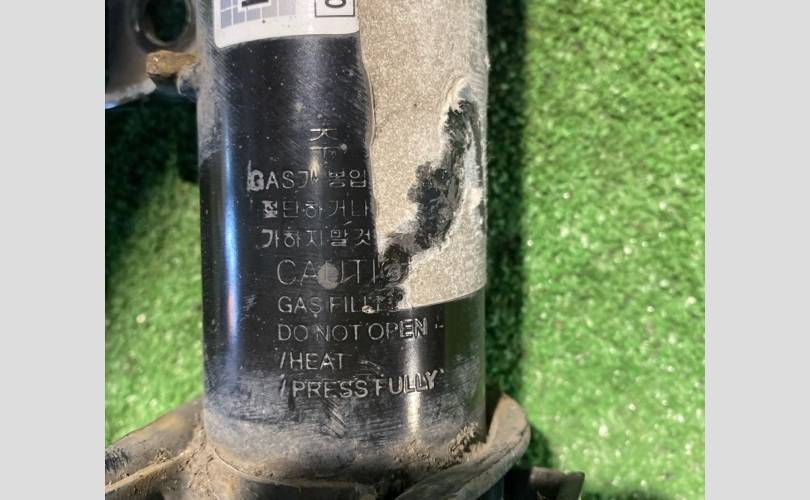 GAS가 봉입
절단하거나
가하지말것
CAUTIO
GAS FILL
DO NOT OPEN
/HEAT
/PRESS FULLY